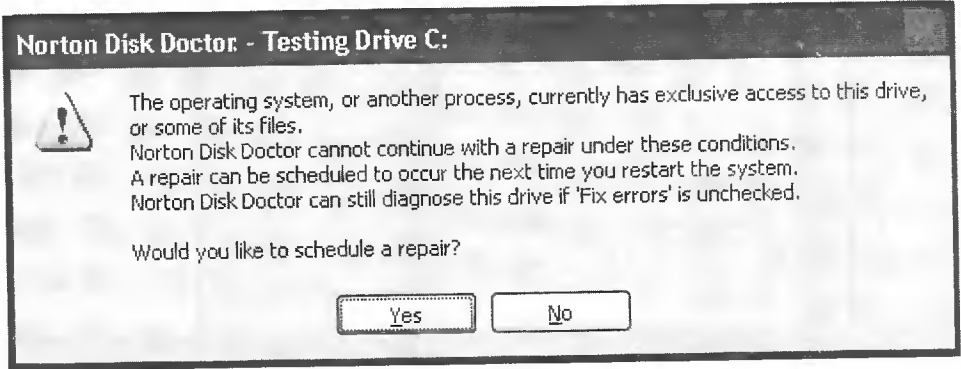 Norton Disk Doctor - Testing Drive C:
The operating system, or another process, currently has exclusive access to this drive,
or some of its files.
Norton Disk Doctor cannot continue with a repair under these conditions.
A repair can be scheduled to occur the next time you restart the system.
Norton Disk Doctor can still diagnose this drive if 'Fix errors' is unchecked.
Would you like to schedule a repair?
Yes No